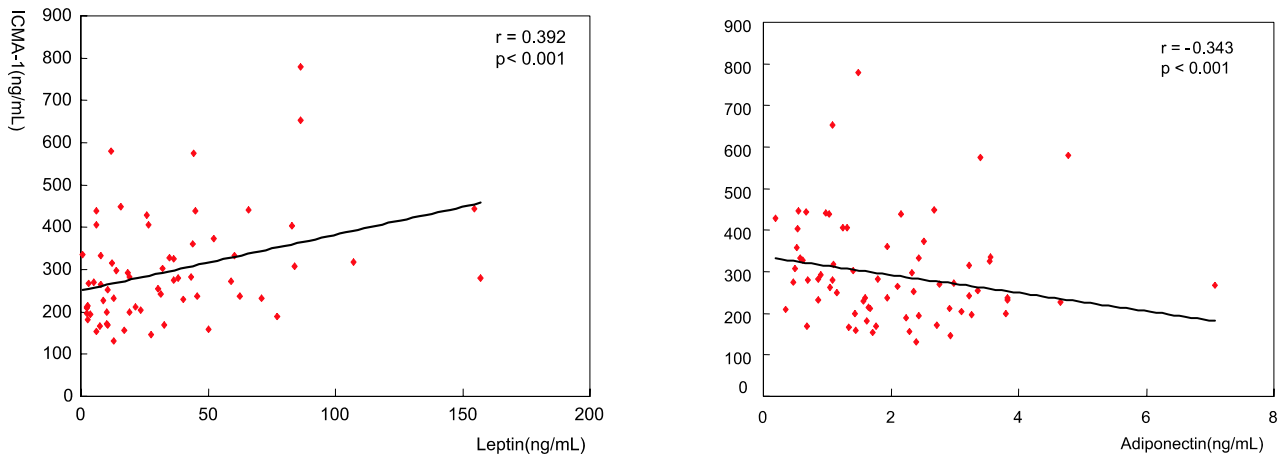 ICMA-1(ng/mL)
900
800
700
600
500
400
300
200
100
0
0 50 100 150 200
Leptin(ng/mL)
r = 0.392
p< 0.001
900
800
700
600
500
400
300
200
100
0
0 2 4 6 8
Adiponectin(ng/mL)
r = -0.343
p < 0.001